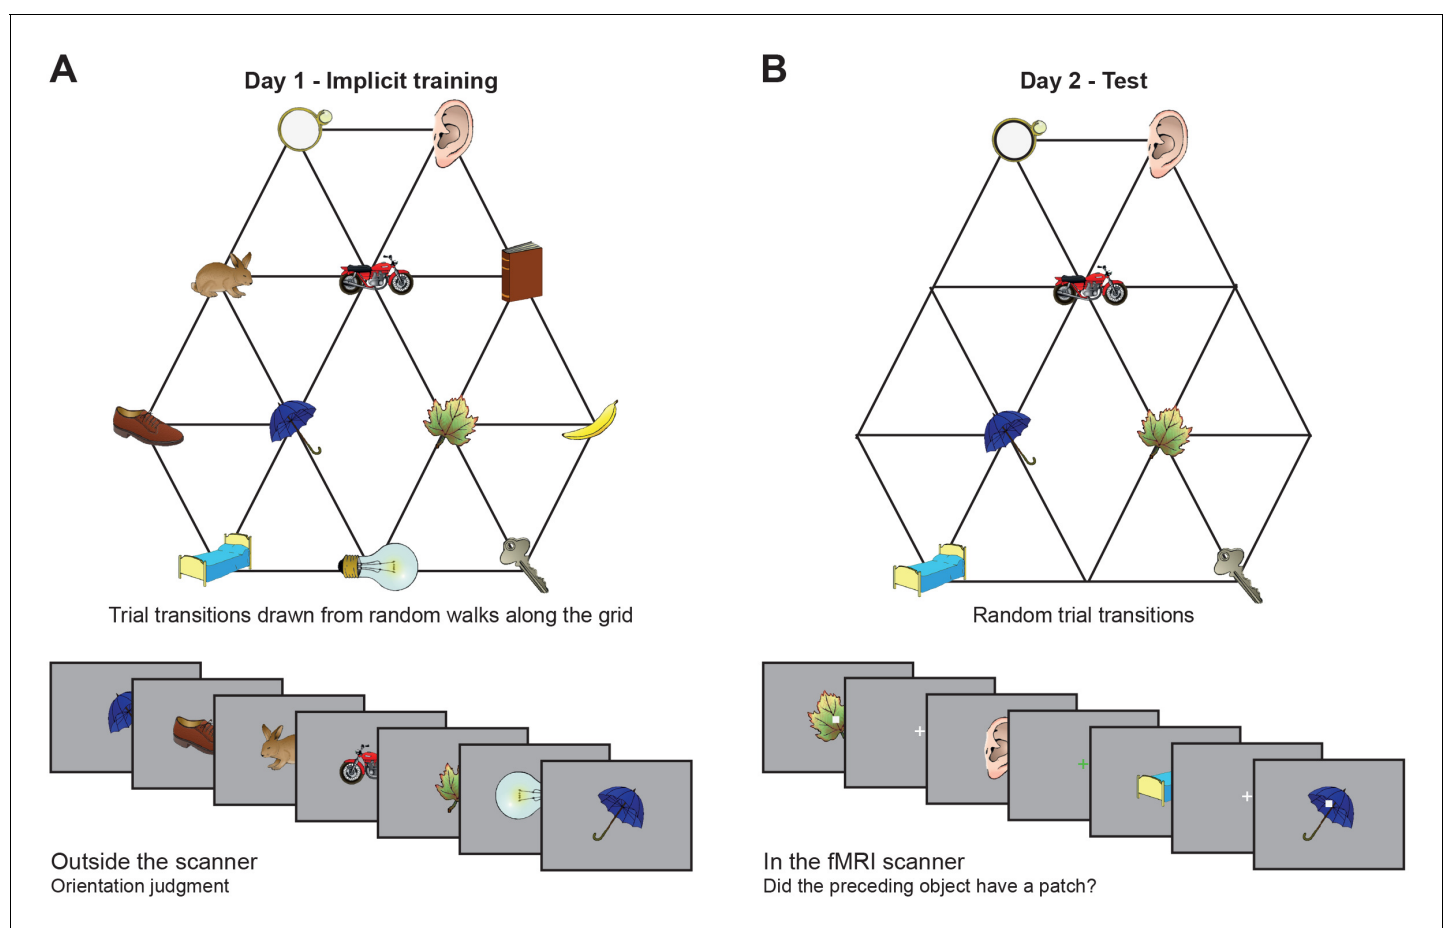 A
Day 1 - Implicit training
Trial transitions drawn from random walks along the grid
Outside the scanner
Orientation judgment
B
Day 2 - Test
Random trial transitions
In the fMRI scanner
Did the preceding object have a patch?